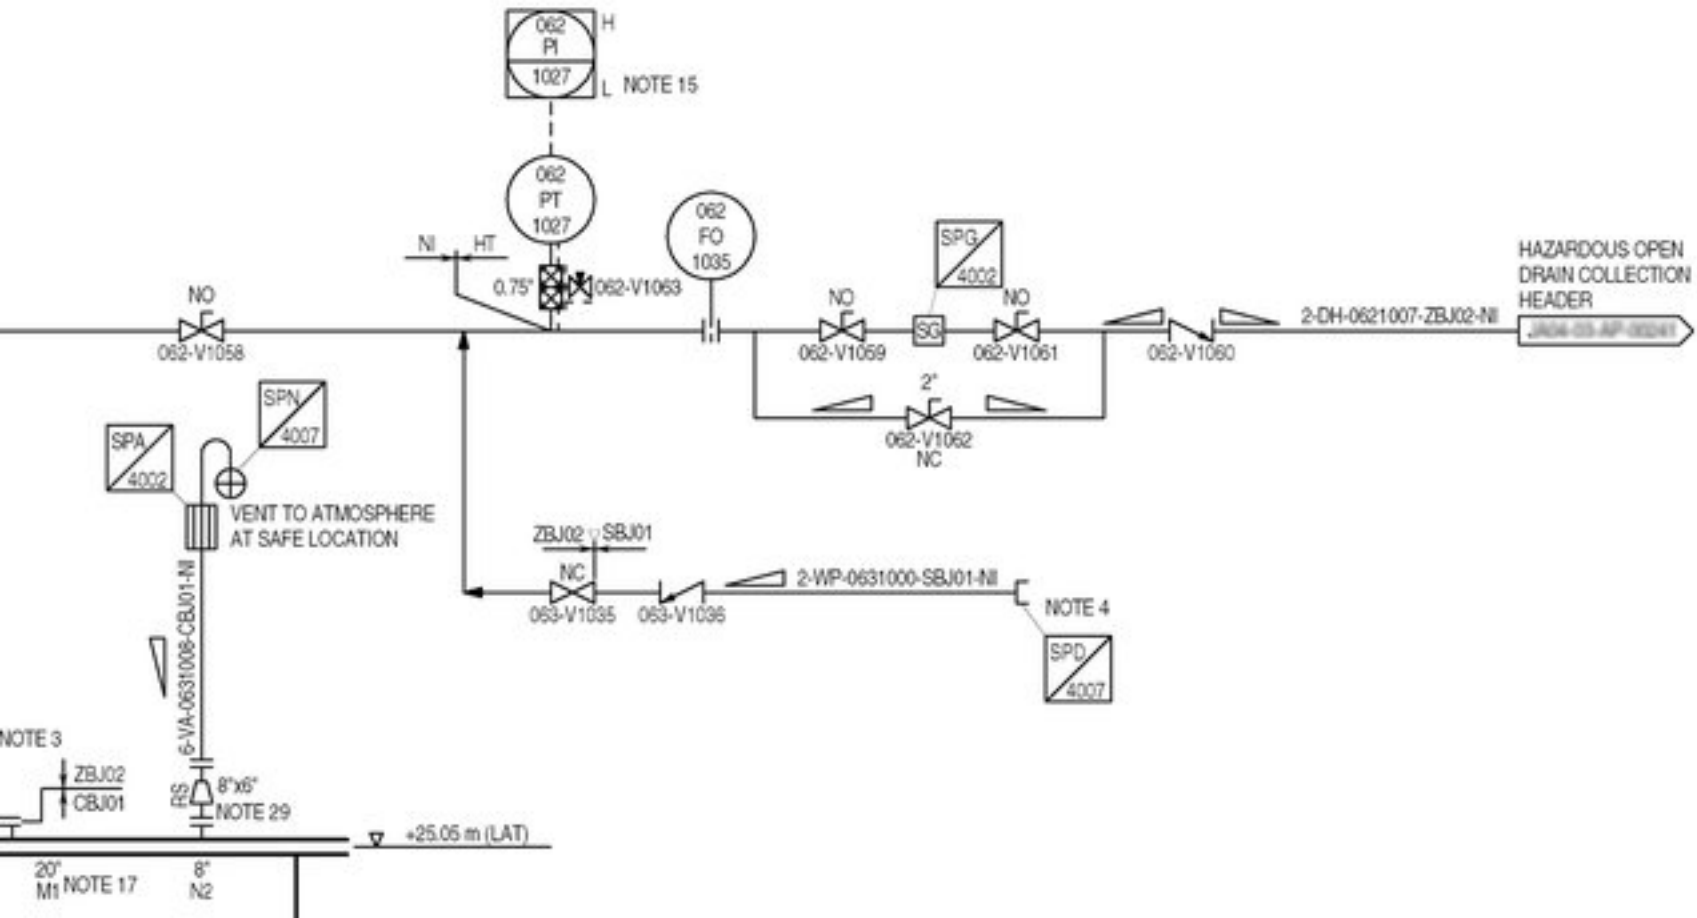 062
PI
1027
H
L
NOTE 15
062
PT
1027
NI
HT
0.75"
062-V1063
062
FO
1035
SPG
4002
NO
062-V1058
NO
062-V1059
SG
NO
062-V1061
062-V1060
2-DH-0621007-ZBJ02-NI
HAZARDOUS OPEN
DRAIN COLLECTION
HEADER
2"
062-V1062
NC
SPN
4007
SPA
4002
VENT TO ATMOSPHERE
AT SAFE LOCATION
6-VA-0631008-CBJ01-NI
ZBJ02
SBJ01
NC
063-V1035
063-V1036
2-WP-0631000-SBJ01-NI
NOTE 4
SPD
4007
NOTE 3
ZBJ02
CBJ01
RS
8"x6"
NOTE 29
+25.05 m (LAT)
20"
M1
NOTE 17
8"
N2